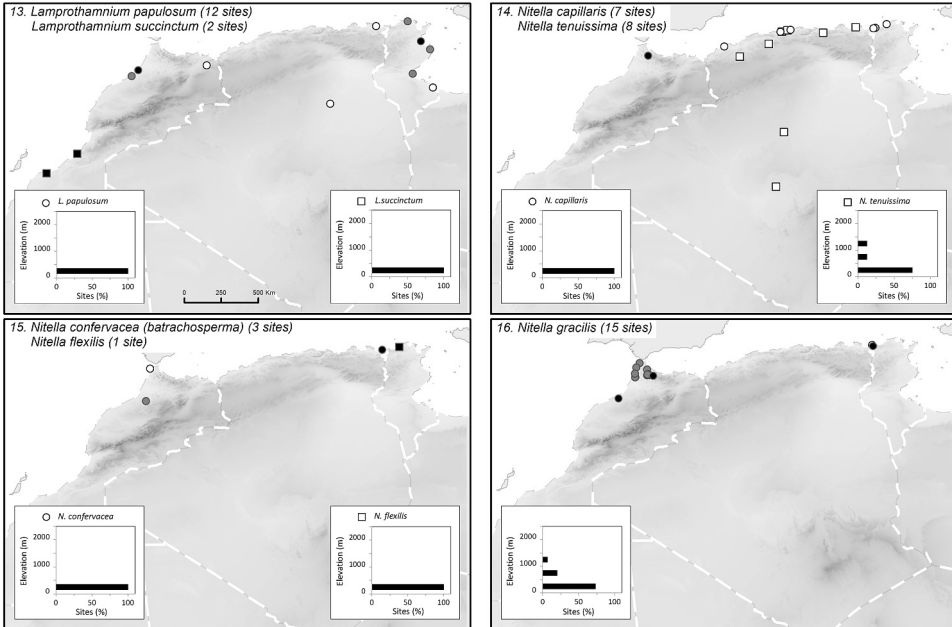 13. Lamprothamnium papulosum (12 sites)
Lamprothamnium succinctum (2 sites)
L. papulosum
Elevation (m)
2000
1000
0
0
50
100
Sites (%)
0
250
500 Km
L.succinctum
Elevation (m)
2000
1000
0
0
50
100
Sites (%)
14. Nitella capillaris (7 sites)
Nitella tenuissima (8 sites)
N. capillaris
Elevation (m)
2000
1000
0
0
50
100
Sites (%)
N. tenuissima
Elevation (m)
2000
1000
0
0
50
100
Sites (%)
15. Nitella confervacea (batrachosperma) (3 sites)
Nitella flexilis (1 site)
N. confervacea
Elevation (m)
2000
1000
0
0
50
100
Sites (%)
N. flexilis
Elevation (m)
2000
1000
0
0
50
100
Sites (%)
16. Nitella gracilis (15 sites)
Elevation (m)
2000
1000
0
0
50
100
Sites (%)